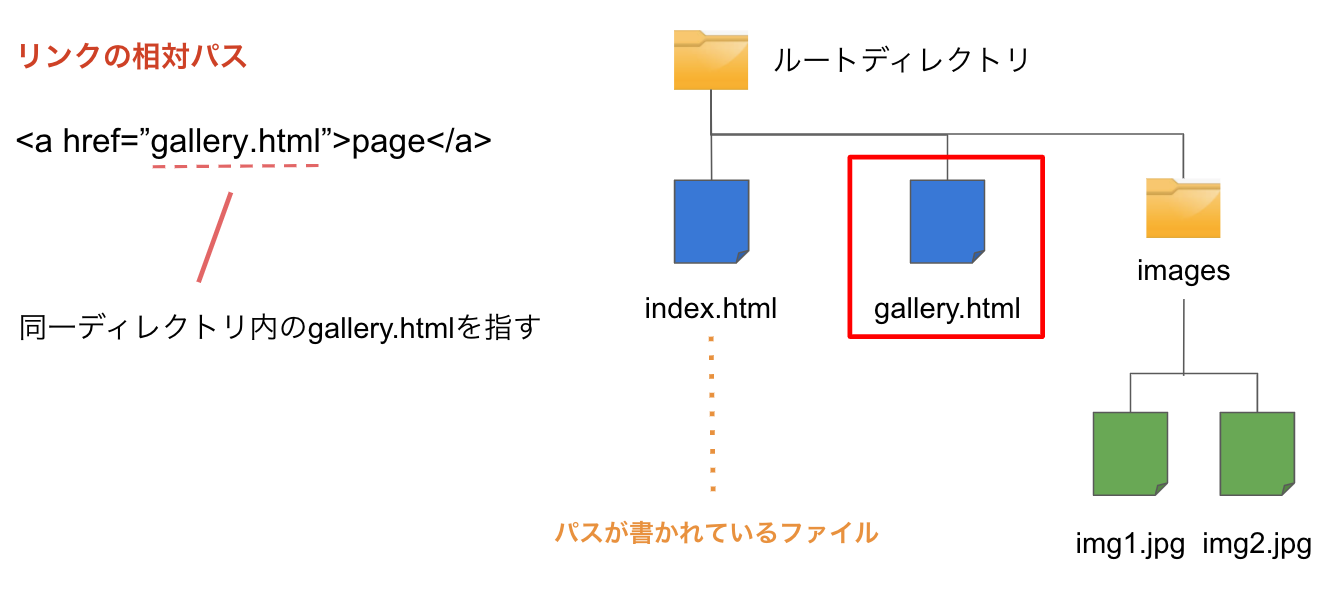 リンクの相対パス
ルートディレクトリ
<a href=”gallery.html”>page</a>
images
index.html
gallery.html
同一ディレクトリ内のgallery.htmlを指す
パスが書かれているファイル
img1.jpg
img2.jpg